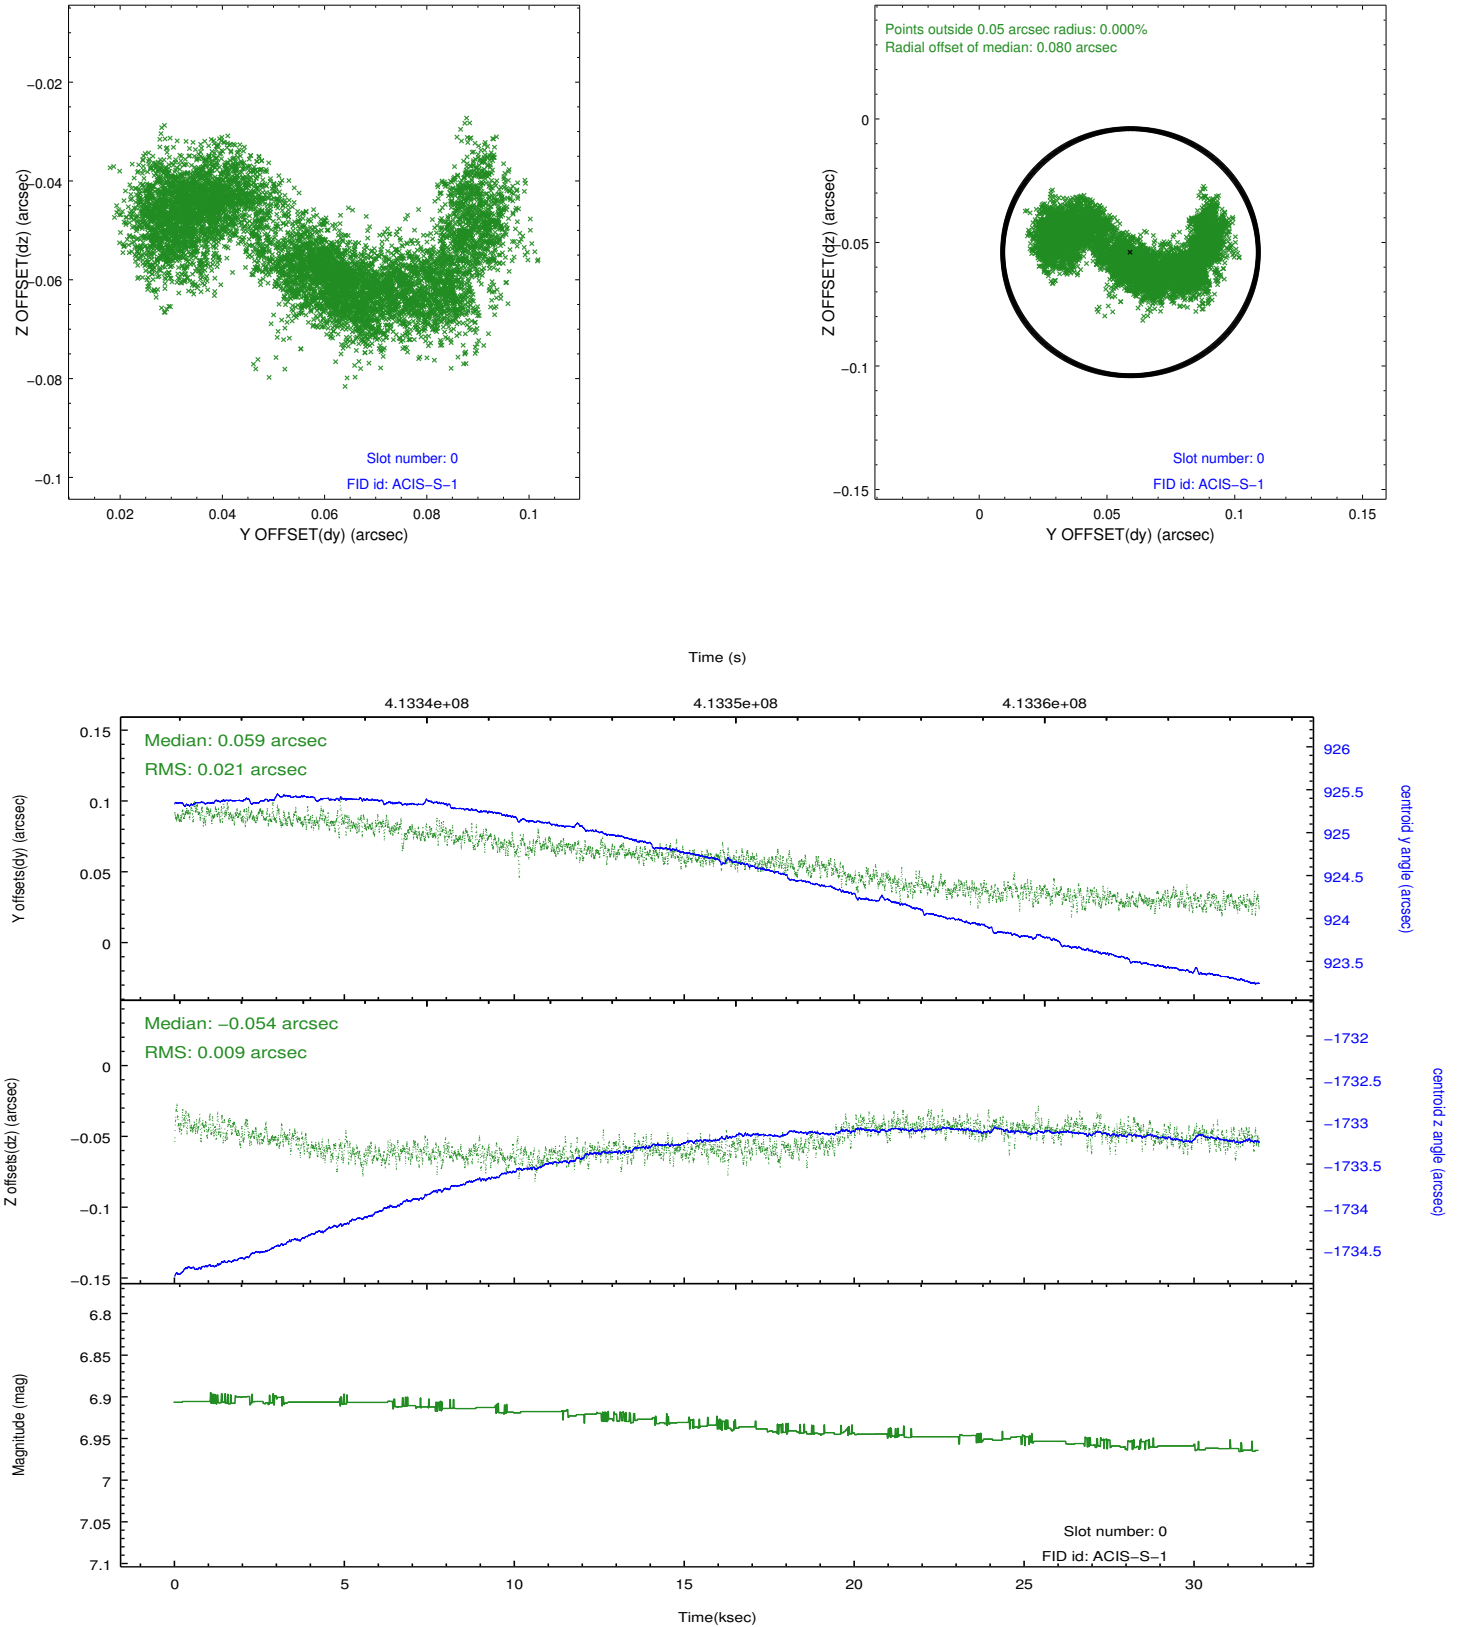 −0.02
−0.04
−0.06
−0.08
−0.1
Z OFFSET(dz) (arcsec)
Slot number: 0
FID id: ACIS−S−1
0.02 0.04 0.06 0.08 0.1
Y OFFSET(dy) (arcsec)
Points outside 0.05 arcsec radius: 0.000%
Radial offset of median: 0.080 arcsec
0
−0.05
−0.1
−0.15
Z OFFSET(dz) (arcsec)
Slot number: 0
FID id: ACIS−S−1
0 0.05 0.1 0.15
Y OFFSET(dy) (arcsec)
Time (s)
4.1334e+08 4.1335e+08 4.1336e+08
Median: 0.059 arcsec
RMS: 0.021 arcsec
0.15
0.1
0.05
0
Y offsets(dy) (arcsec)
926
925.5
925
924.5
924
923.5
centroid y angle (arcsec)
Median: −0.054 arcsec
RMS: 0.009 arcsec
0
−0.05
−0.1
−0.15
Z offsets(dz) (arcsec)
−1732
−1732.5
−1733
−1733.5
−1734
−1734.5
centroid z angle (arcsec)
6.8
6.85
6.9
6.95
7
7.05
7.1
Magnitude (mag)
Slot number: 0
FID id: ACIS−S−1
0 5 10 15 20 25 30
Time(ksec)